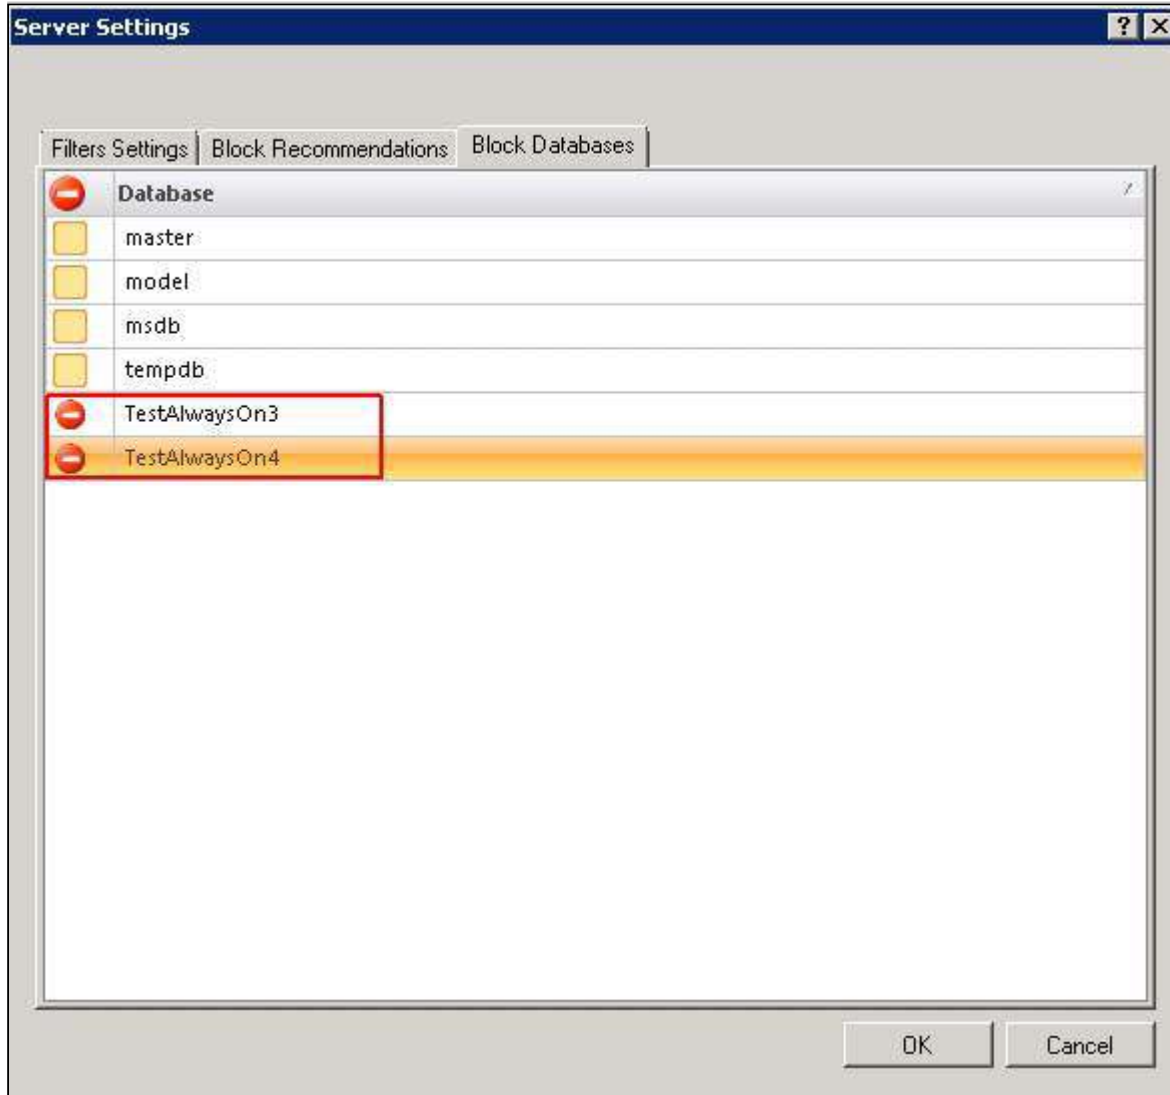 Server Settings
Filters Settings Block Recommendations Block Databases
Database
master
model
msdb
tempdb
TestAlwaysOn3
TestAlwaysOn4
OK Cancel